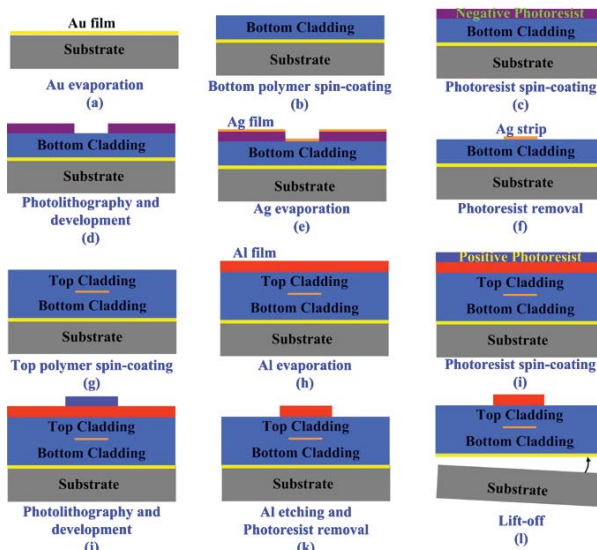 Au film
Substrate
Au evaporation
(a)
Bottom Cladding
Substrate
Bottom polymer spin-coating
(b)
Negative Photoresist
Bottom Cladding
Substrate
Photoresist spin-coating
(c)
Bottom Cladding
Substrate
Photolithography and
development
(d)
Ag film
Bottom Cladding
Substrate
Ag evaporation
(e)
Ag strip
Bottom Cladding
Substrate
Photoresist removal
(f)
Top Cladding
Bottom Cladding
Substrate
Top polymer spin-coating
(g)
Al film
Top Cladding
Bottom Cladding
Substrate
Al evaporation
(h)
Positive Photoresist
Top Cladding
Bottom Cladding
Substrate
Photoresist spin-coating
(i)
Top Cladding
Bottom Cladding
Substrate
Photolithography and
development
(j)
Top Cladding
Bottom Cladding
Substrate
Al etching and
Photoresist removal
(k)
Top Cladding
Bottom Cladding
Substrate
Lift-off
(l)